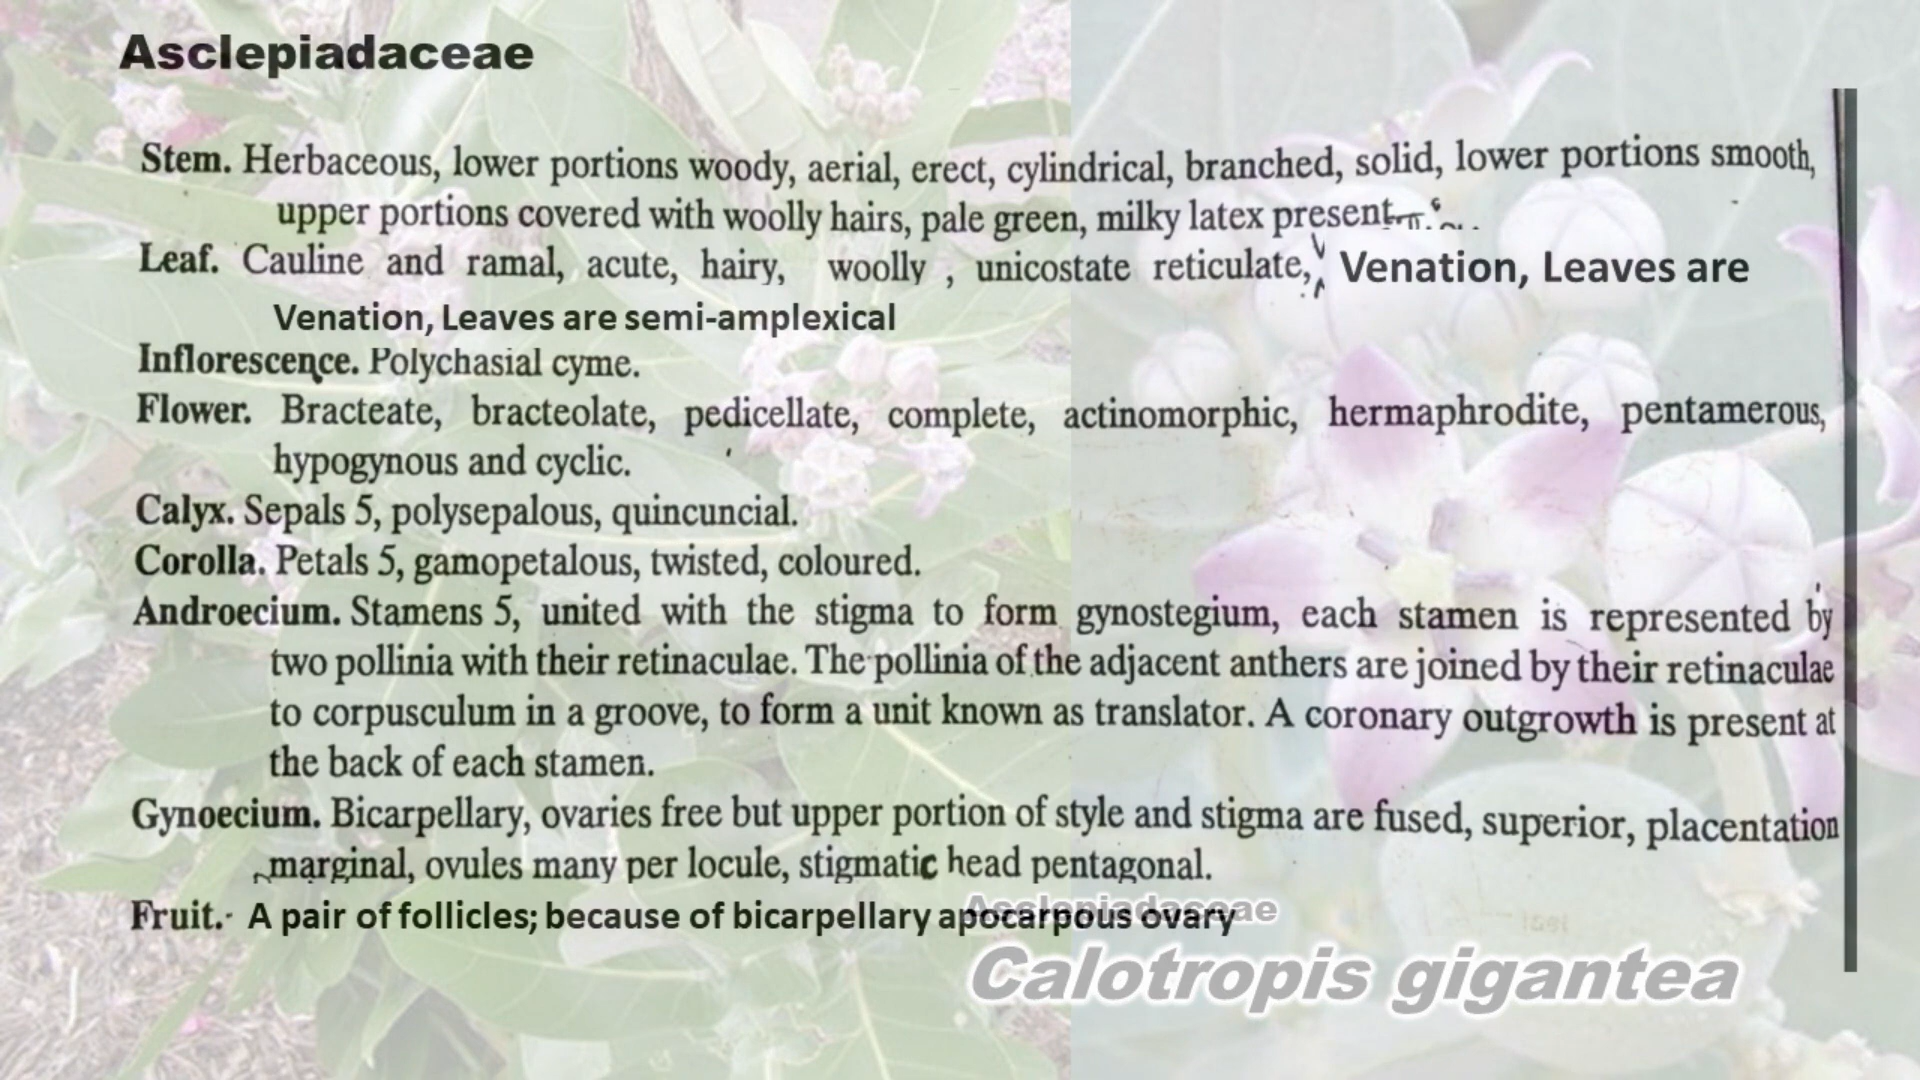 Asclepiadaceae
Stem. Herbaceous, lower portions woody, aerial, erect, cylindrical, branched, solid, lower portions smooth,
upper portions covered with woolly hairs, pale green, milky latex present
Leaf. Cauline and ramal, acute, hairy, woolly , unicostate reticulate, Venation, Leaves are
Venation, Leaves are semi-amplexical
Inflorescence. Polychasial cyme.
Flower. Bracteate, bracteolate, pedicellate, complete, actinomorphic, hermaphrodite, pentamerous,
hypogynous and cyclic.
Calyx. Sepals 5, polysepalous, quincuncial.
Corolla. Petals 5, gamopetalous, twisted, coloured.
Androecium. Stamens 5, united with the stigma to form gynostegium, each stamen is represented by
two pollinia with their retinaculae. The pollinia of the adjacent anthers are joined by their retinaculae
to corpusculum in a groove, to form a unit known as translator. A coronary outgrowth is present at
the back of each stamen.
Gynoecium. Bicarpellary, ovaries free but upper portion of style and stigma are fused, superior, placentation
marginal, ovules many per locule, stigmatic head pentagonal.
Fruit. A pair of follicles; because of bicarpellary apocarpous ovary
Asclepiadaceae
Calotropis gigantea